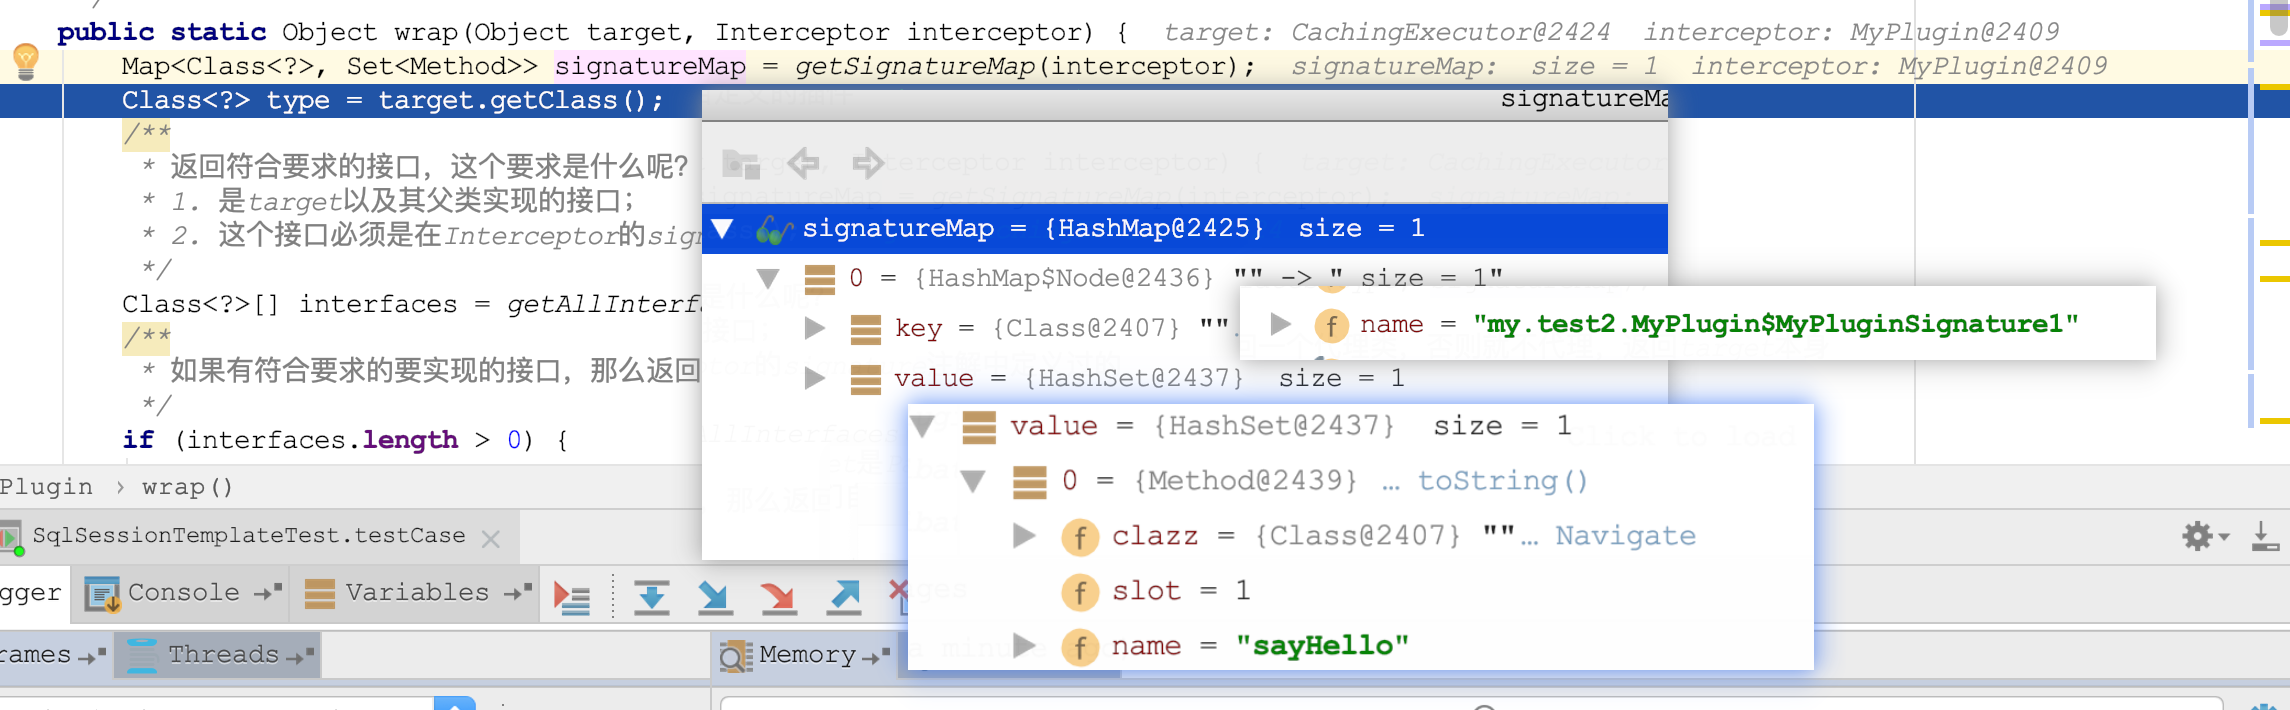 public static Object wrap(Object target, Interceptor interceptor) {  target: CachingExecutor@2424  interceptor: MyPlugin@2409
Map<Class<?>, Set<Method>> signatureMap = getSignatureMap(interceptor);  signatureMap:  size = 1  interceptor: MyPlugin@2409
Class<?> type = target.getClass();
signatureMa
/**
* 返回符合要求的接口，这个要求是什么呢？
* 1. 是target以及其父类实现的接口；
* 2. 这个接口必须是在Interceptor的sig
*/
Class<?>[] interfaces = getAllInterf
/**
* 如果有符合要求的要实现的接口，那么返回
*/
if (interfaces.length > 0) {
signatureMap = {HashMap@2425}  size = 1
0 = {HashMap$Node@2436} "" -> " size = 1"
key = {Class@2407} "".
name = "my.test2.MyPlugin$MyPluginSignature1"
value = {HashSet@2437}  size = 1
value = {HashSet@2437}  size = 1
0 = {Method@2439} … toString()
clazz = {Class@2407} ""… Navigate
slot = 1
name = "sayHello"
Plugin > wrap()
SqlSessionTemplateTest.testCase
gger
Console
Variables
rames
Threads
Memory